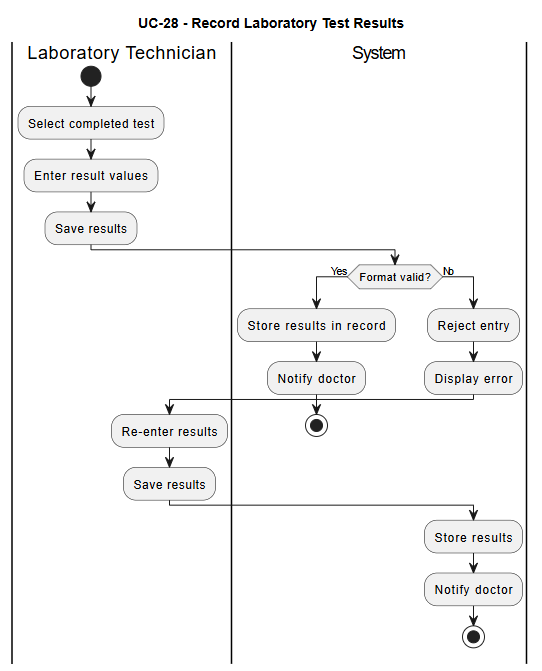 UC-28 - Record Laboratory Test Results
Laboratory Technician
System
Select completed test
Enter result values
Save results
Format valid?
Yes
No
Store results in record
Reject entry
Notify doctor
Display error
Re-enter results
Save results
Store results
Notify doctor